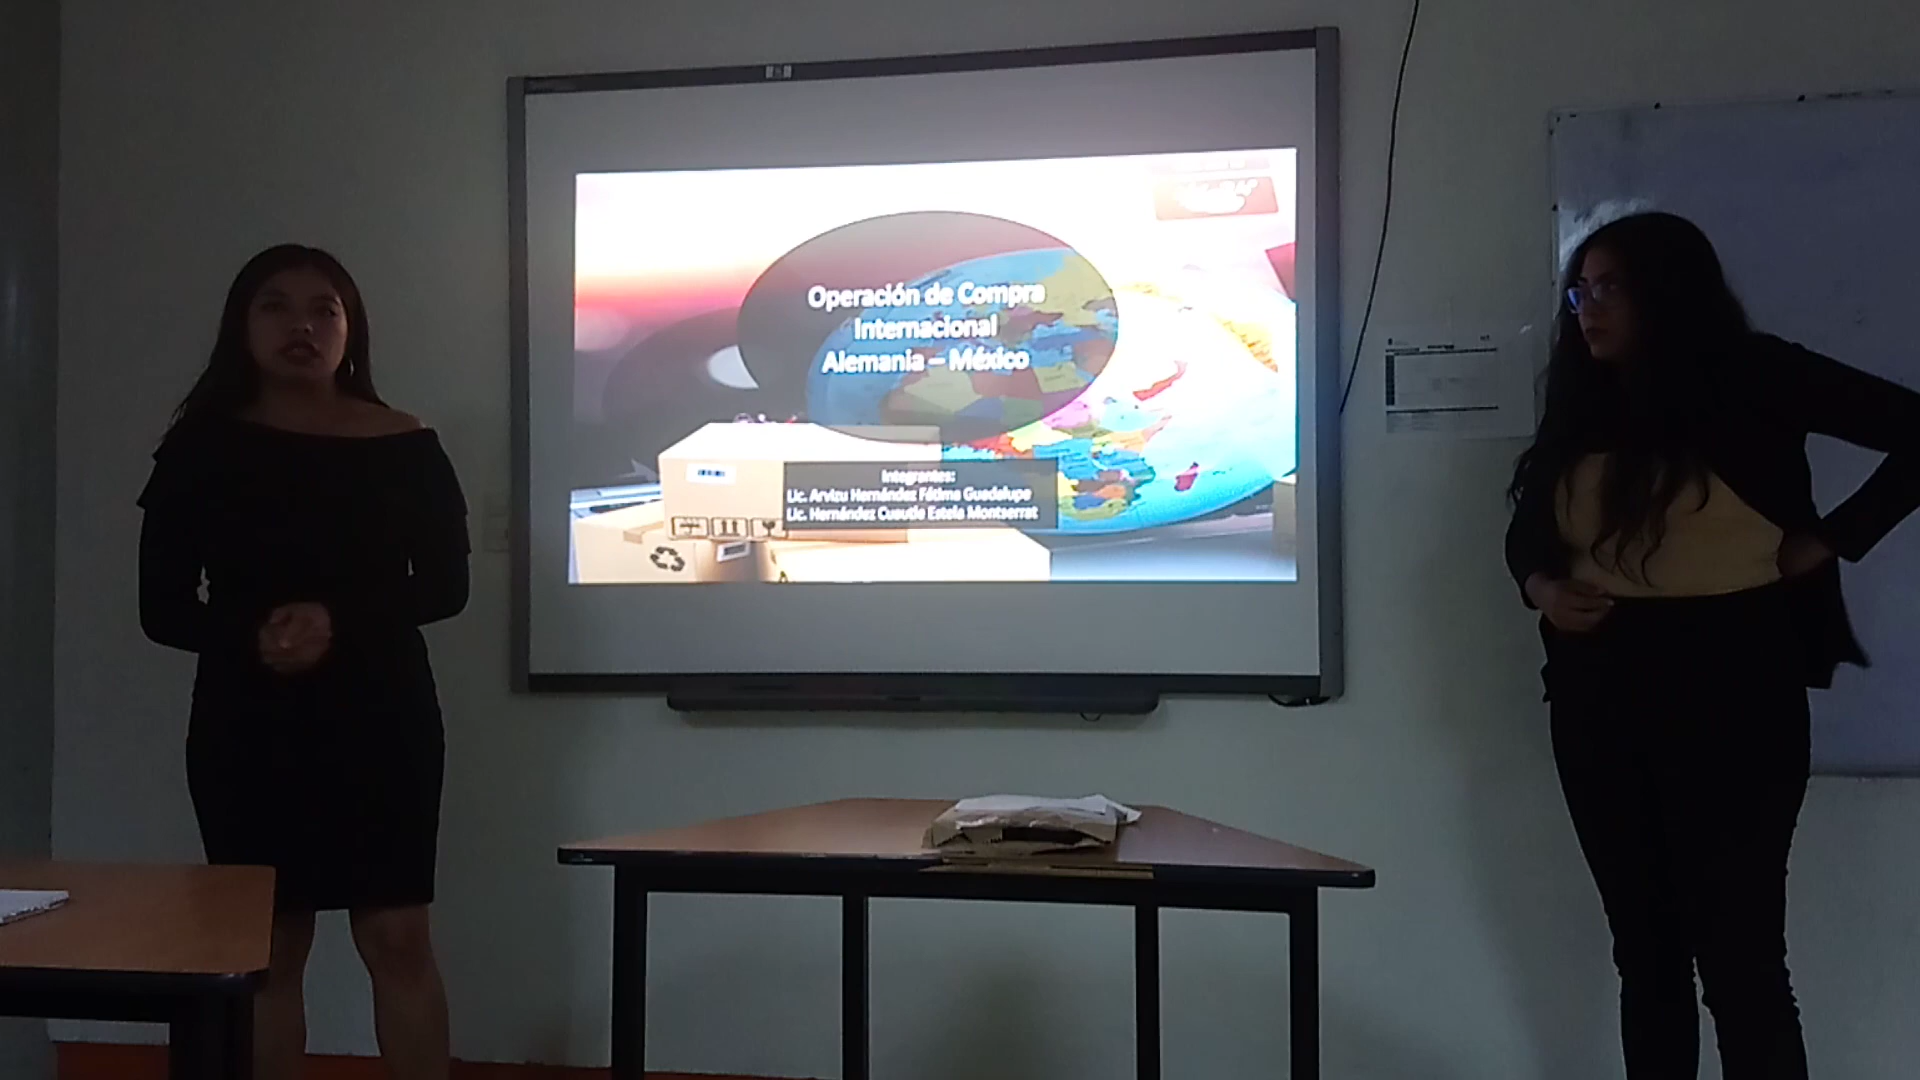 Operación de Compra
Internacional
Alemania – México
Integrantes:
Lic. Arvizu Hernández Fátima Guadalupe
Lic. Hernández Cuautle Estela Montserrat